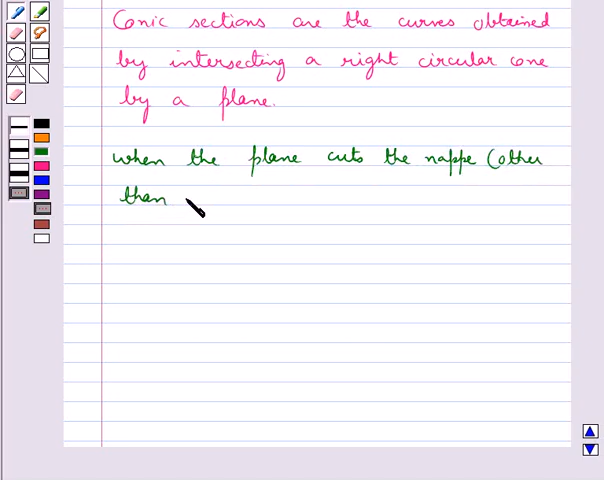 Conic sections are the curves obtained
by intersecting a right circular cone
by a plane.
when the plane cuts the nappe (other
than